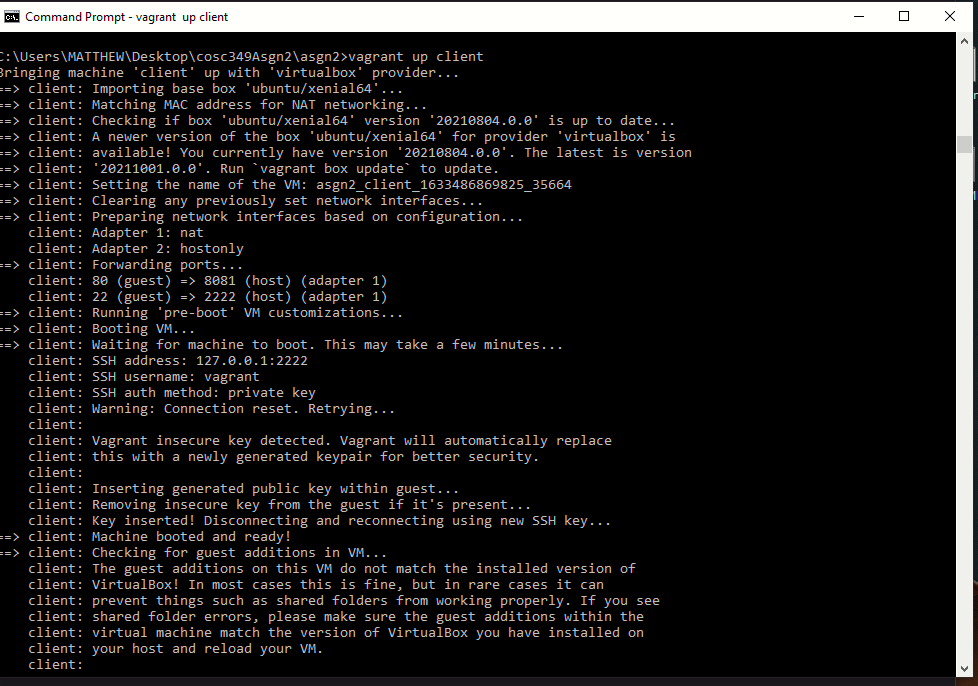 Command Prompt - vagrant  up client
C:\Users\MATTHEW\Desktop\cosc349Asgn2\asgn2>vagrant up client
Bringing machine 'client' up with 'virtualbox' provider...
==> client: Importing base box 'ubuntu/xenial64'...
==> client: Matching MAC address for NAT networking...
==> client: Checking if box 'ubuntu/xenial64' version '20210804.0.0' is up to date...
==> client: A newer version of the box 'ubuntu/xenial64' for provider 'virtualbox' is
==> client: available! You currently have version '20210804.0.0'. The latest is version
==> client: '20211001.0.0'. Run `vagrant box update` to update.
==> client: Setting the name of the VM: asgn2_client_1633486869825_35664
==> client: Clearing any previously set network interfaces...
==> client: Preparing network interfaces based on configuration...
    client: Adapter 1: nat
    client: Adapter 2: hostonly
==> client: Forwarding ports...
    client: 80 (guest) => 8081 (host) (adapter 1)
    client: 22 (guest) => 2222 (host) (adapter 1)
==> client: Running 'pre-boot' VM customizations...
==> client: Booting VM...
==> client: Waiting for machine to boot. This may take a few minutes...
    client: SSH address: 127.0.0.1:2222
    client: SSH username: vagrant
    client: SSH auth method: private key
    client: Warning: Connection reset. Retrying...
    client:
    client: Vagrant insecure key detected. Vagrant will automatically replace
    client: this with a newly generated keypair for better security.
    client:
    client: Inserting generated public key within guest...
    client: Removing insecure key from the guest if it's present...
    client: Key inserted! Disconnecting and reconnecting using new SSH key...
==> client: Machine booted and ready!
==> client: Checking for guest additions in VM...
    client: The guest additions on this VM do not match the installed version of
    client: VirtualBox! In most cases this is fine, but in rare cases it can
    client: prevent things such as shared folders from working properly. If you see
    client: shared folder errors, please make sure the guest additions within the
    client: virtual machine match the version of VirtualBox you have installed on
    client: your host and reload your VM.
    client: